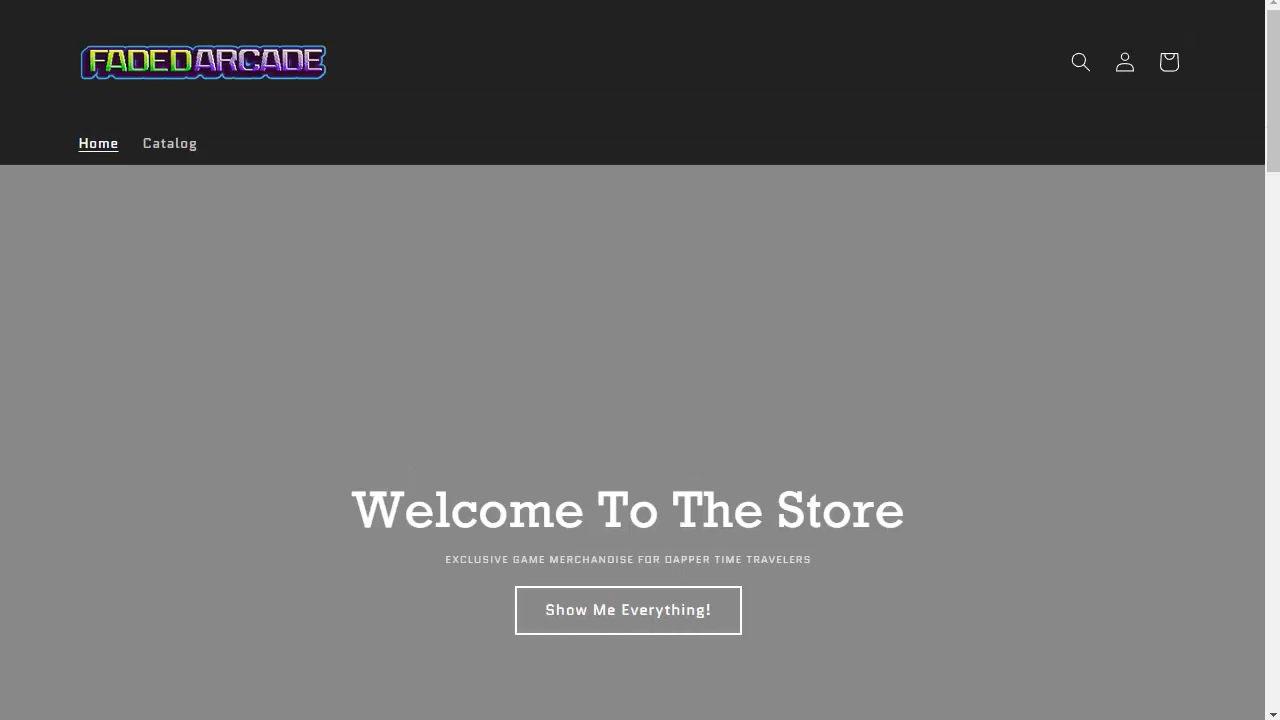 FADEDARCADE
Home Catalog
Welcome To The Store
EXCLUSIVE GAME MERCHANDISE FOR DAPPER TIME TRAVELERS
Show Me Everything!